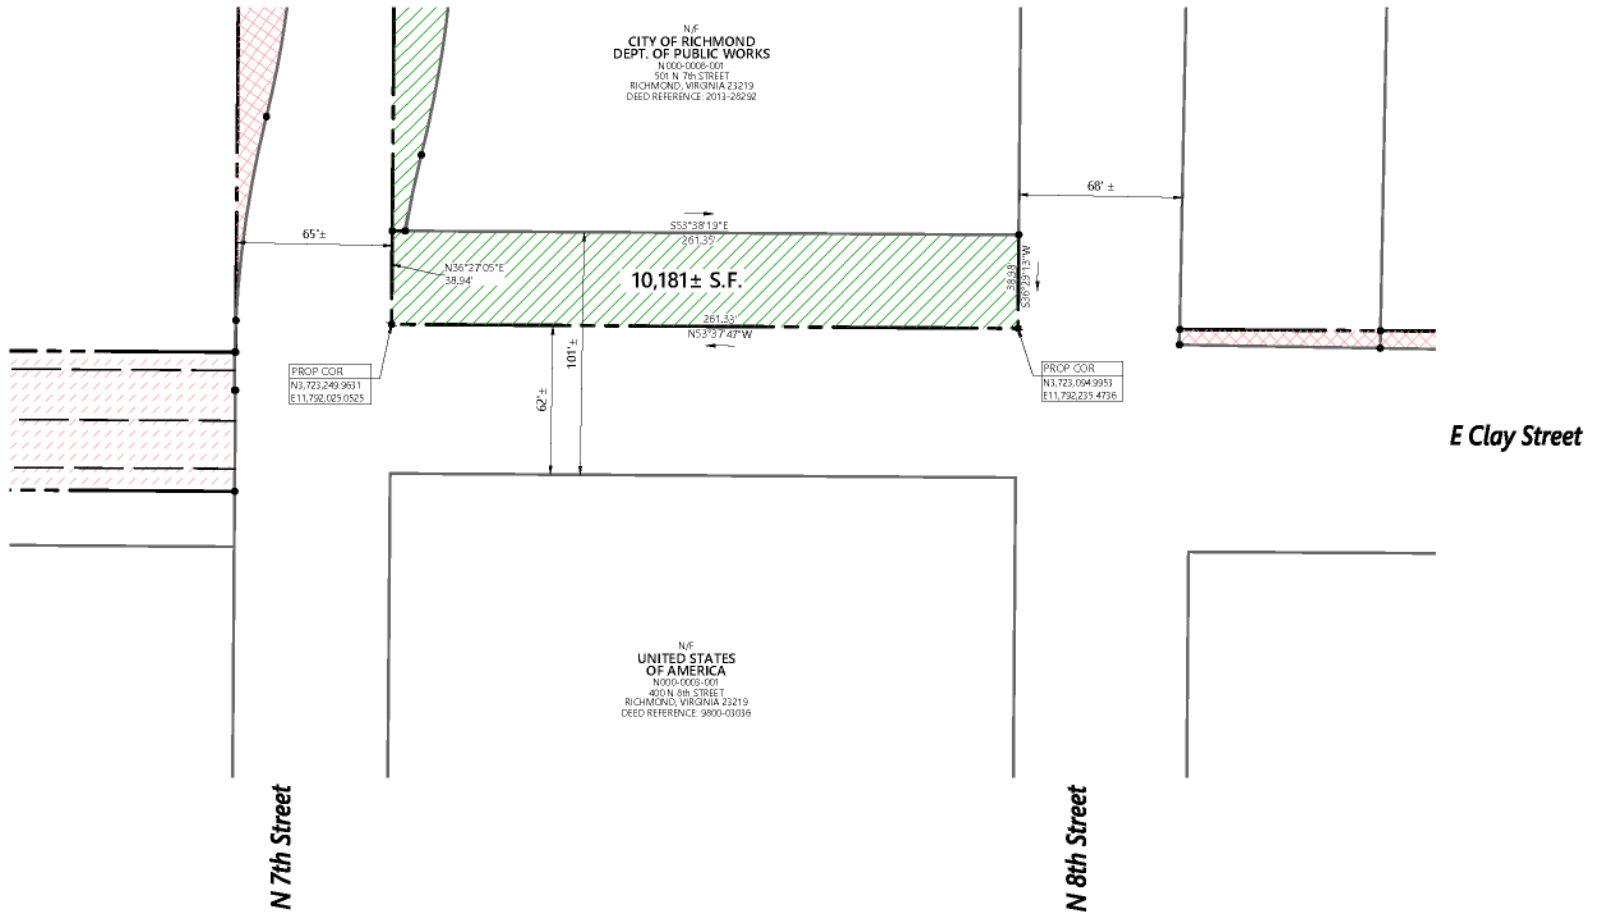 N/F
CITY OF RICHMOND
DEPT. OF PUBLIC WORKS
N000-0008-001
501 N 7th STREET
RICHMOND, VIRGINIA 23219
DEED REFERENCE: 2013-28292
68' ±
65'±
S53°38'19"E
261.35'
N36°27'05"E
38.94'
10,181± S.F.
38.98'
S36°29'13"W
261.33'
N53°37'47"W
101'±
62'±
PROP COR
N3,723,249.9631
E11,792,025.0525
PROP COR
N3,723,094.9953
E11,792,235.4736
E Clay Street
N/F
UNITED STATES
OF AMERICA
N000-0003-001
400 N 8th STREET
RICHMOND, VIRGINIA 23219
DEED REFERENCE: 9800-03036
N 7th Street
N 8th Street